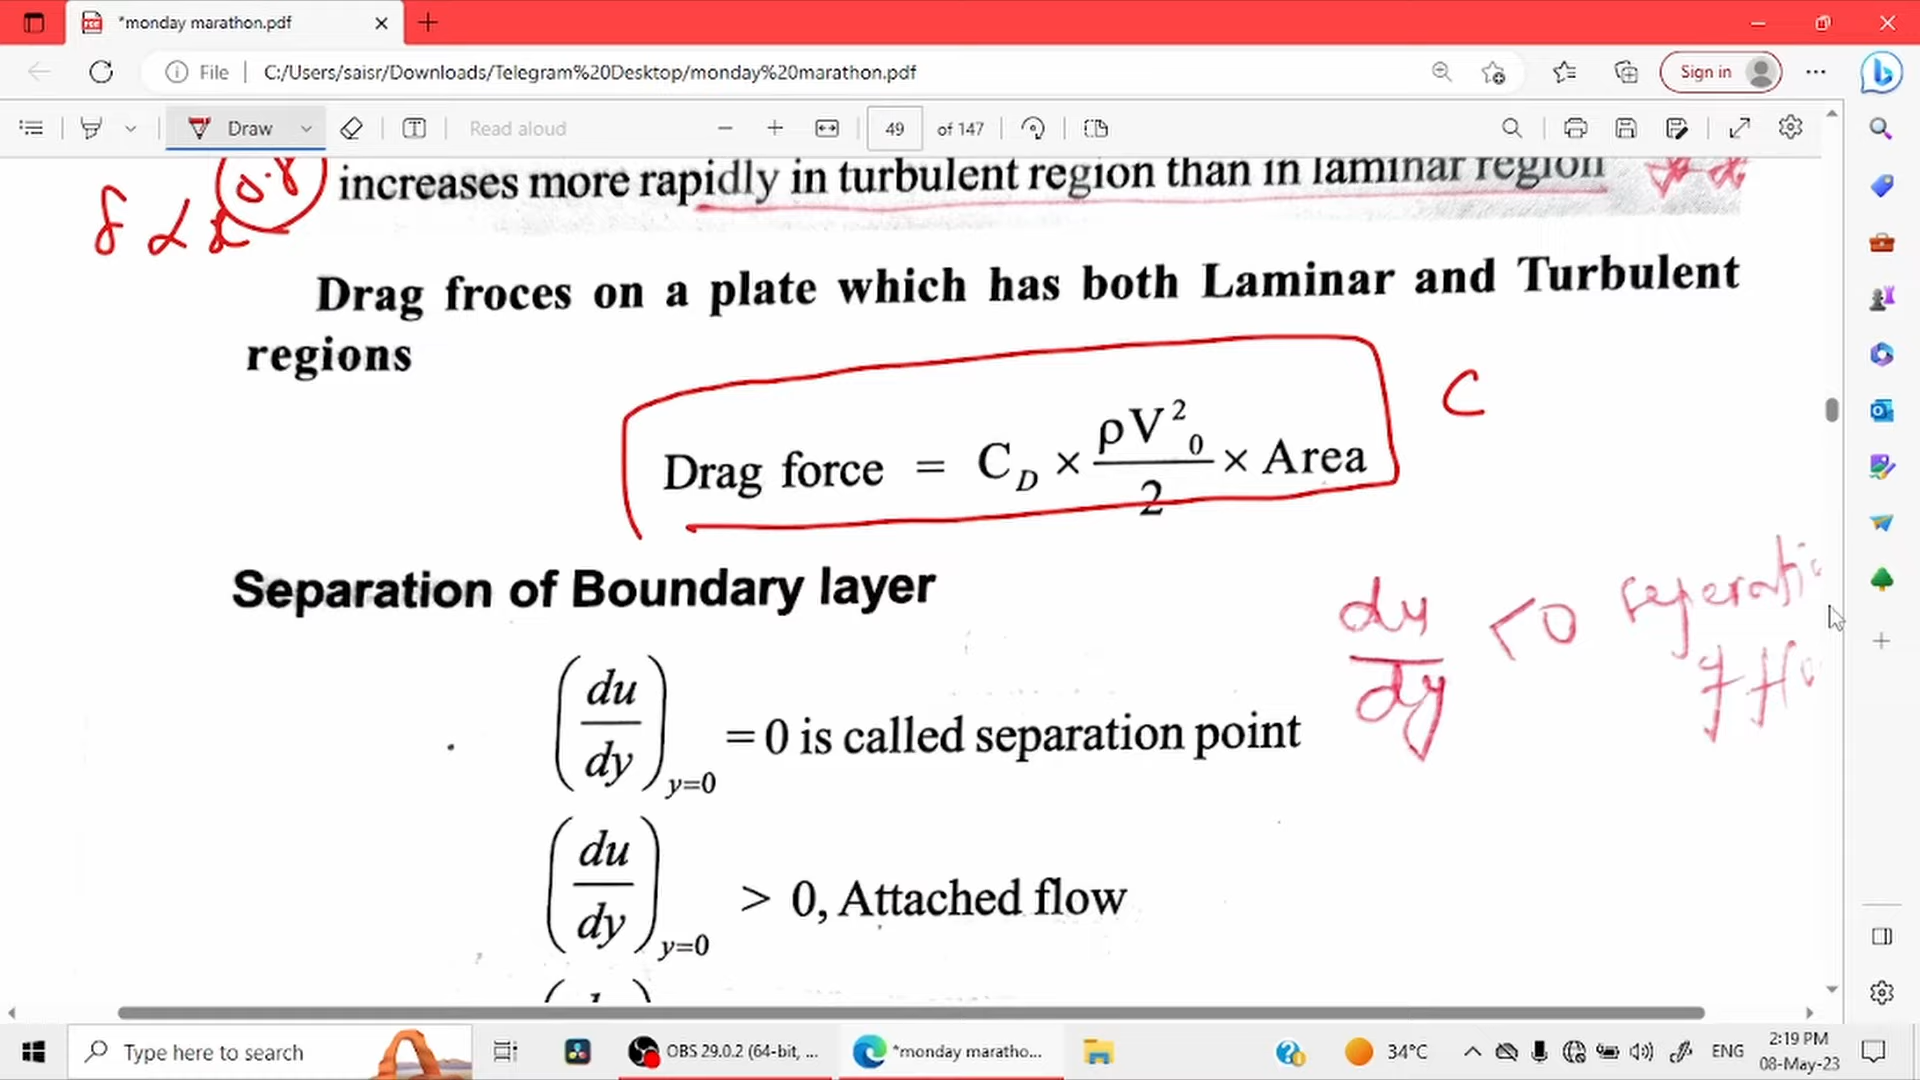 *monday marathon.pdf
File
C:/Users/saisr/Downloads/Telegram%20Desktop/monday%20marathon.pdf
Sign in
Draw
Read aloud
49 of 147
δ ∝ x^0.8
increases more rapidly in turbulent region than in laminar region
Drag froces on a plate which has both Laminar and Turbulent
regions
Drag force = C_D × ρV²₀/2 × Area
C
Separation of Boundary layer
(du/dy)_y=0 = 0 is called separation point
du/dy < 0
(du/dy)_y=0 > 0, Attached flow
Type here to search
OBS 29.0.2 (64-bit, ...
*monday maratho...
34°C
ENG
2:19 PM
08-May-23